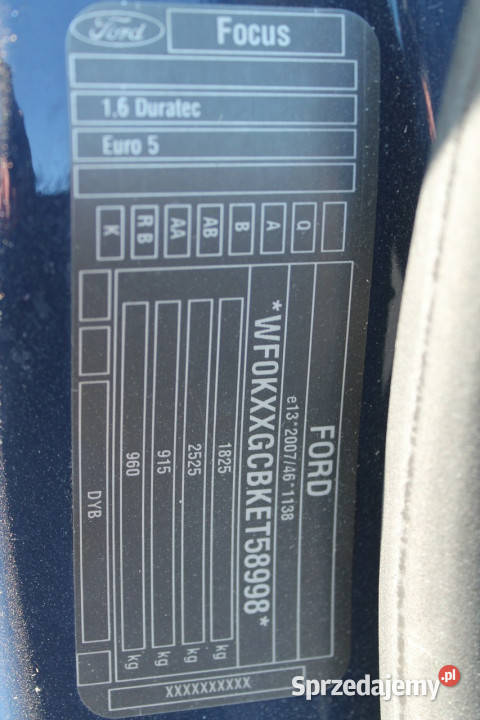 Ford
Focus
1.6 Duratec
Euro 5
K
R B
AA
AB
B
A
Q
FORD
e13*2007/46*1138
*WF0KXXGCBKET58998*
1825 kg
2525 kg
915 kg
960 kg
DYB
XXXXXXXXXX
Sprzedajemy.pl